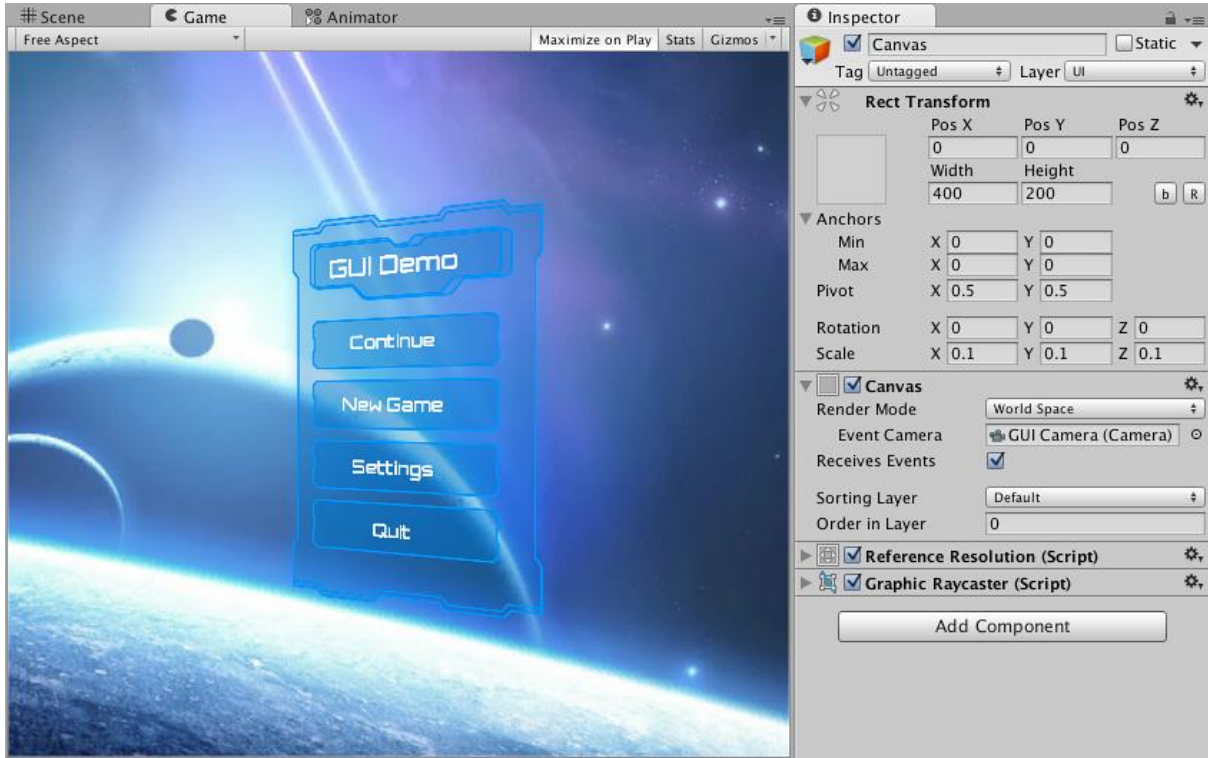 Scene Game Animator
Free Aspect Maximize on Play Stats Gizmos
GUI Demo
Continue
New Game
Settings
Quit
Inspector
Canvas Static
Tag Untagged Layer UI
Rect Transform
Pos X Pos Y Pos Z
0 0 0
Width Height
400 200 b R
Anchors
Min X 0 Y 0
Max X 0 Y 0
Pivot X 0.5 Y 0.5
Rotation X 0 Y 0 Z 0
Scale X 0.1 Y 0.1 Z 0.1
Canvas
Render Mode World Space
Event Camera GUI Camera (Camera)
Receives Events
Sorting Layer Default
Order in Layer 0
Reference Resolution (Script)
Graphic Raycaster (Script)
Add Component